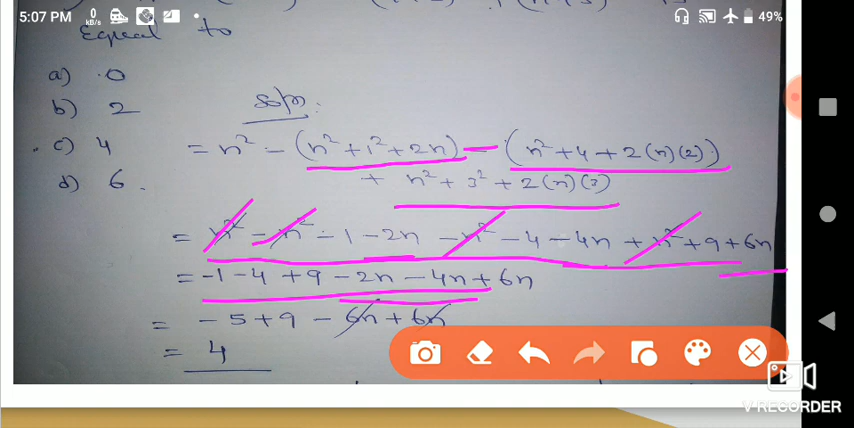 5:07 PM 0 kB/s 49%
Equal to
a) 0
b) 2
c) 4
d) 6.
Soln:
= n² - (n² + 1² + 2n) - (n² + 4 + 2(n)(2))
+ n² + 3² + 2(n)(3)
= n² - n² - 1 - 2n - n² - 4 - 4n + n² + 9 + 6n
= -1 - 4 + 9 - 2n - 4n + 6n
= -5 + 9 - 6n + 6n
= 4
V RECORDER